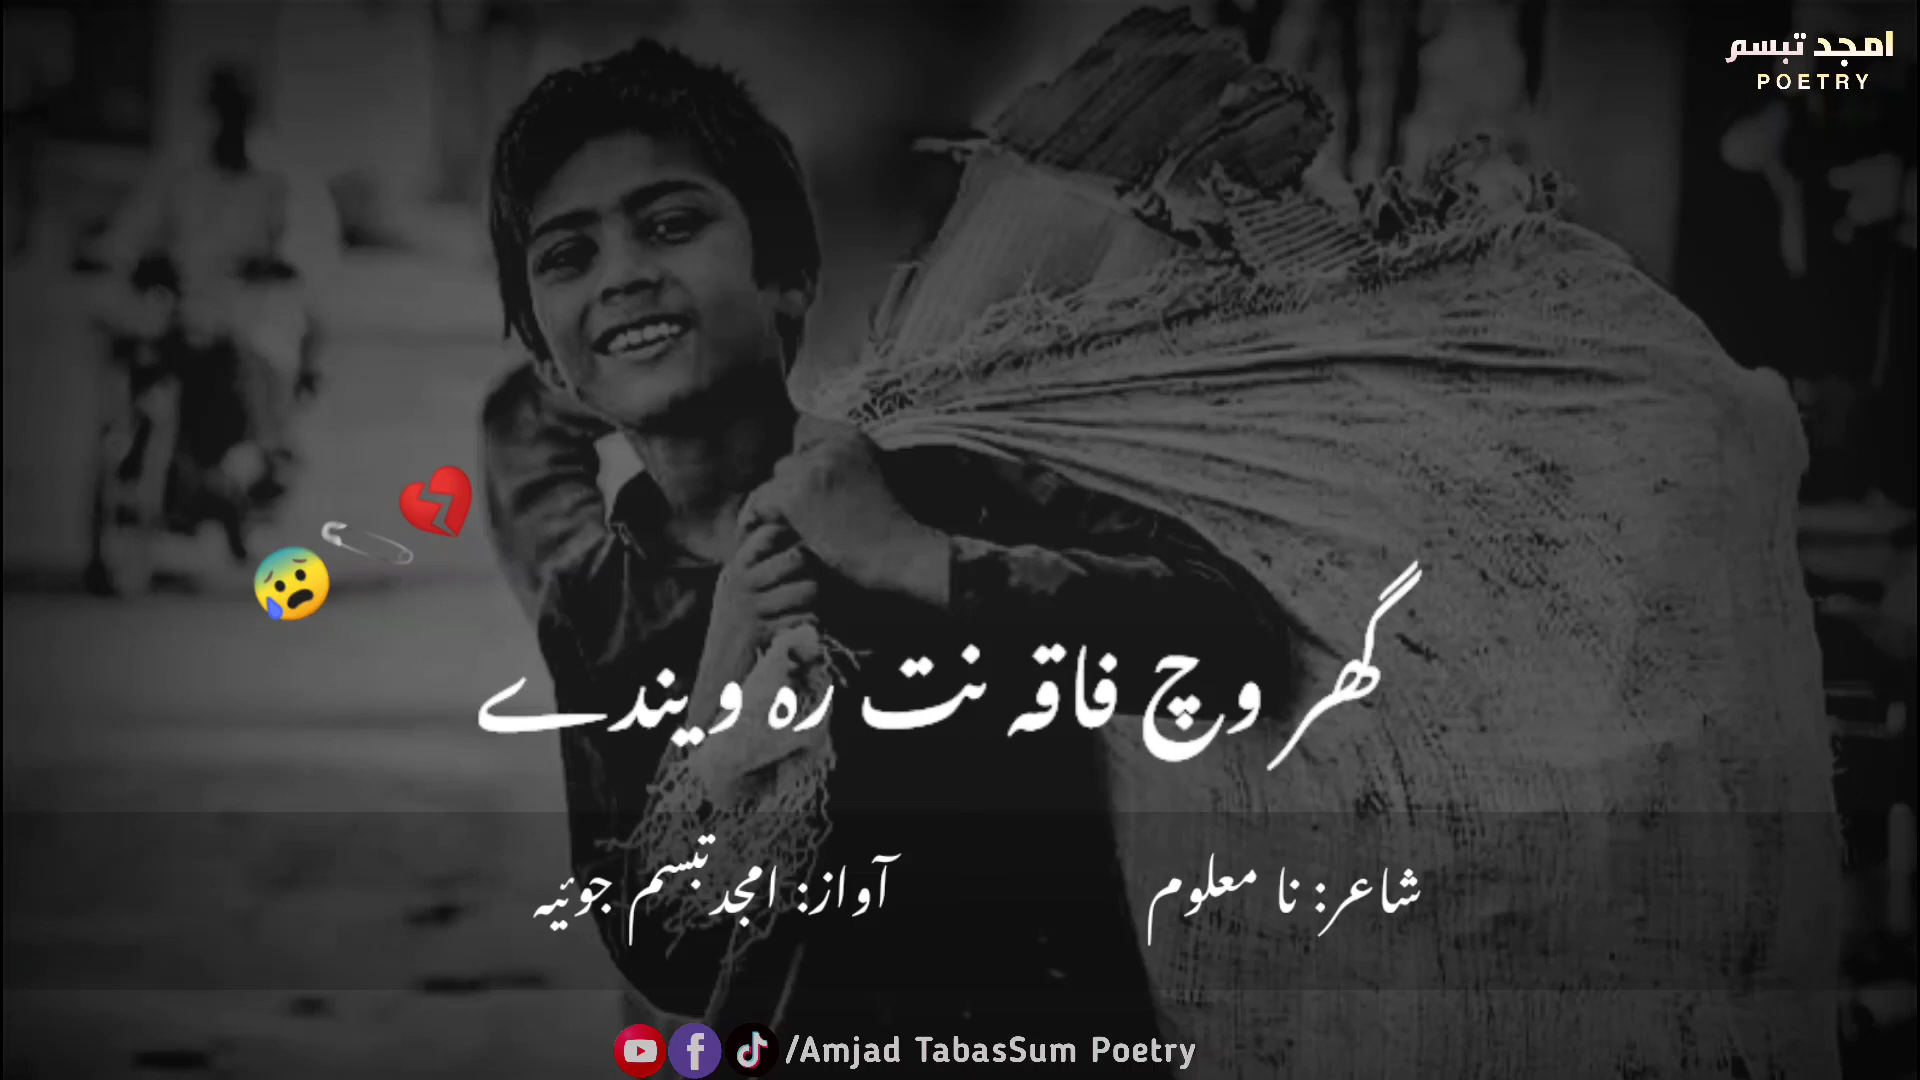 امجد تبسم
POETRY
گھر وچ فاقہ نت رہ ویندے
شاعر: نا معلوم
آواز: امجد تبسم جوئیہ
/Amjad TabasSum Poetry